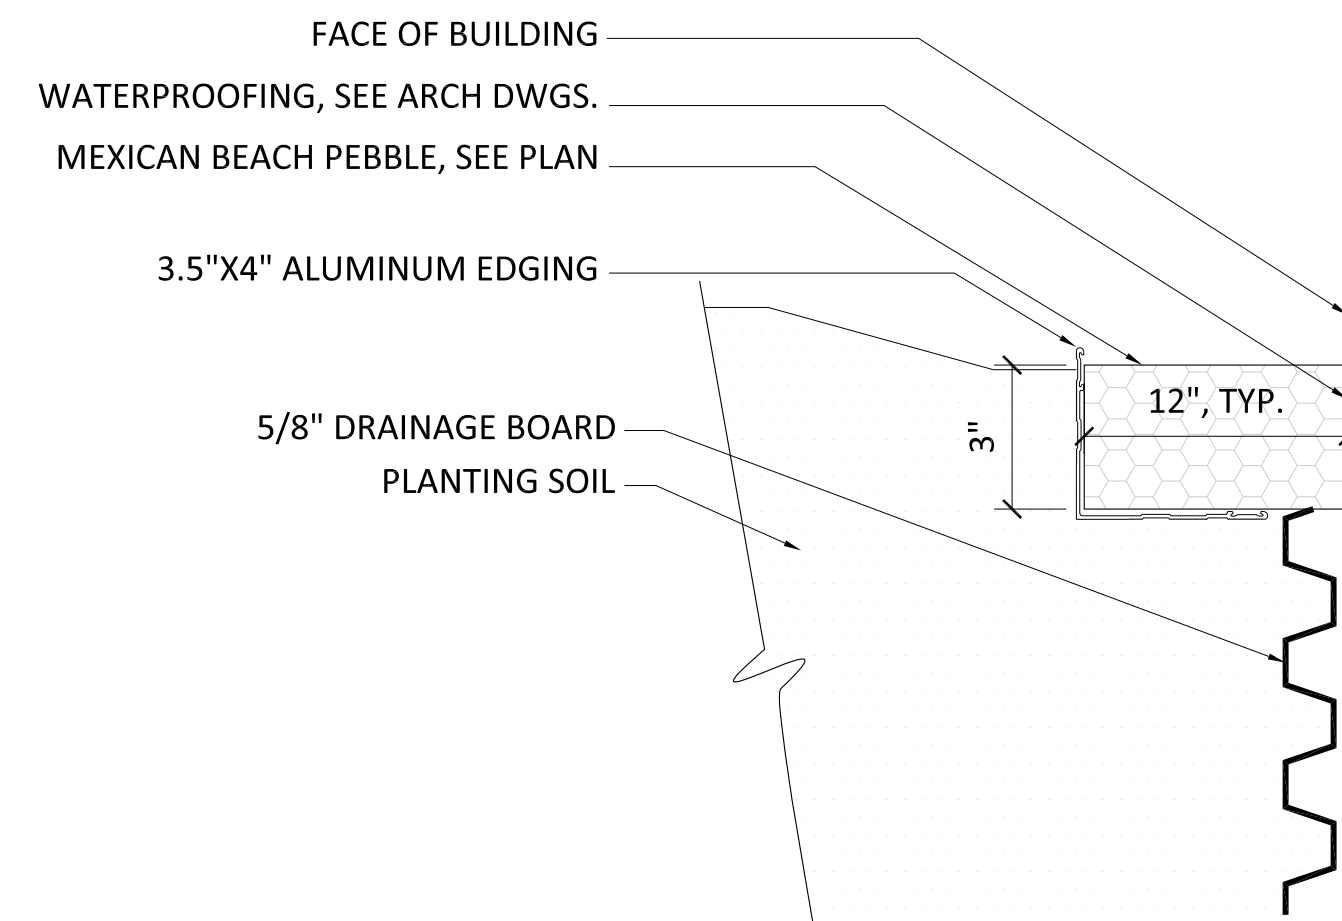 FACE OF BUILDING
WATERPROOFING, SEE ARCH DWGS.
MEXICAN BEACH PEBBLE, SEE PLAN
3.5"X4" ALUMINUM EDGING
12", TYP.
3"
5/8" DRAINAGE BOARD
PLANTING SOIL